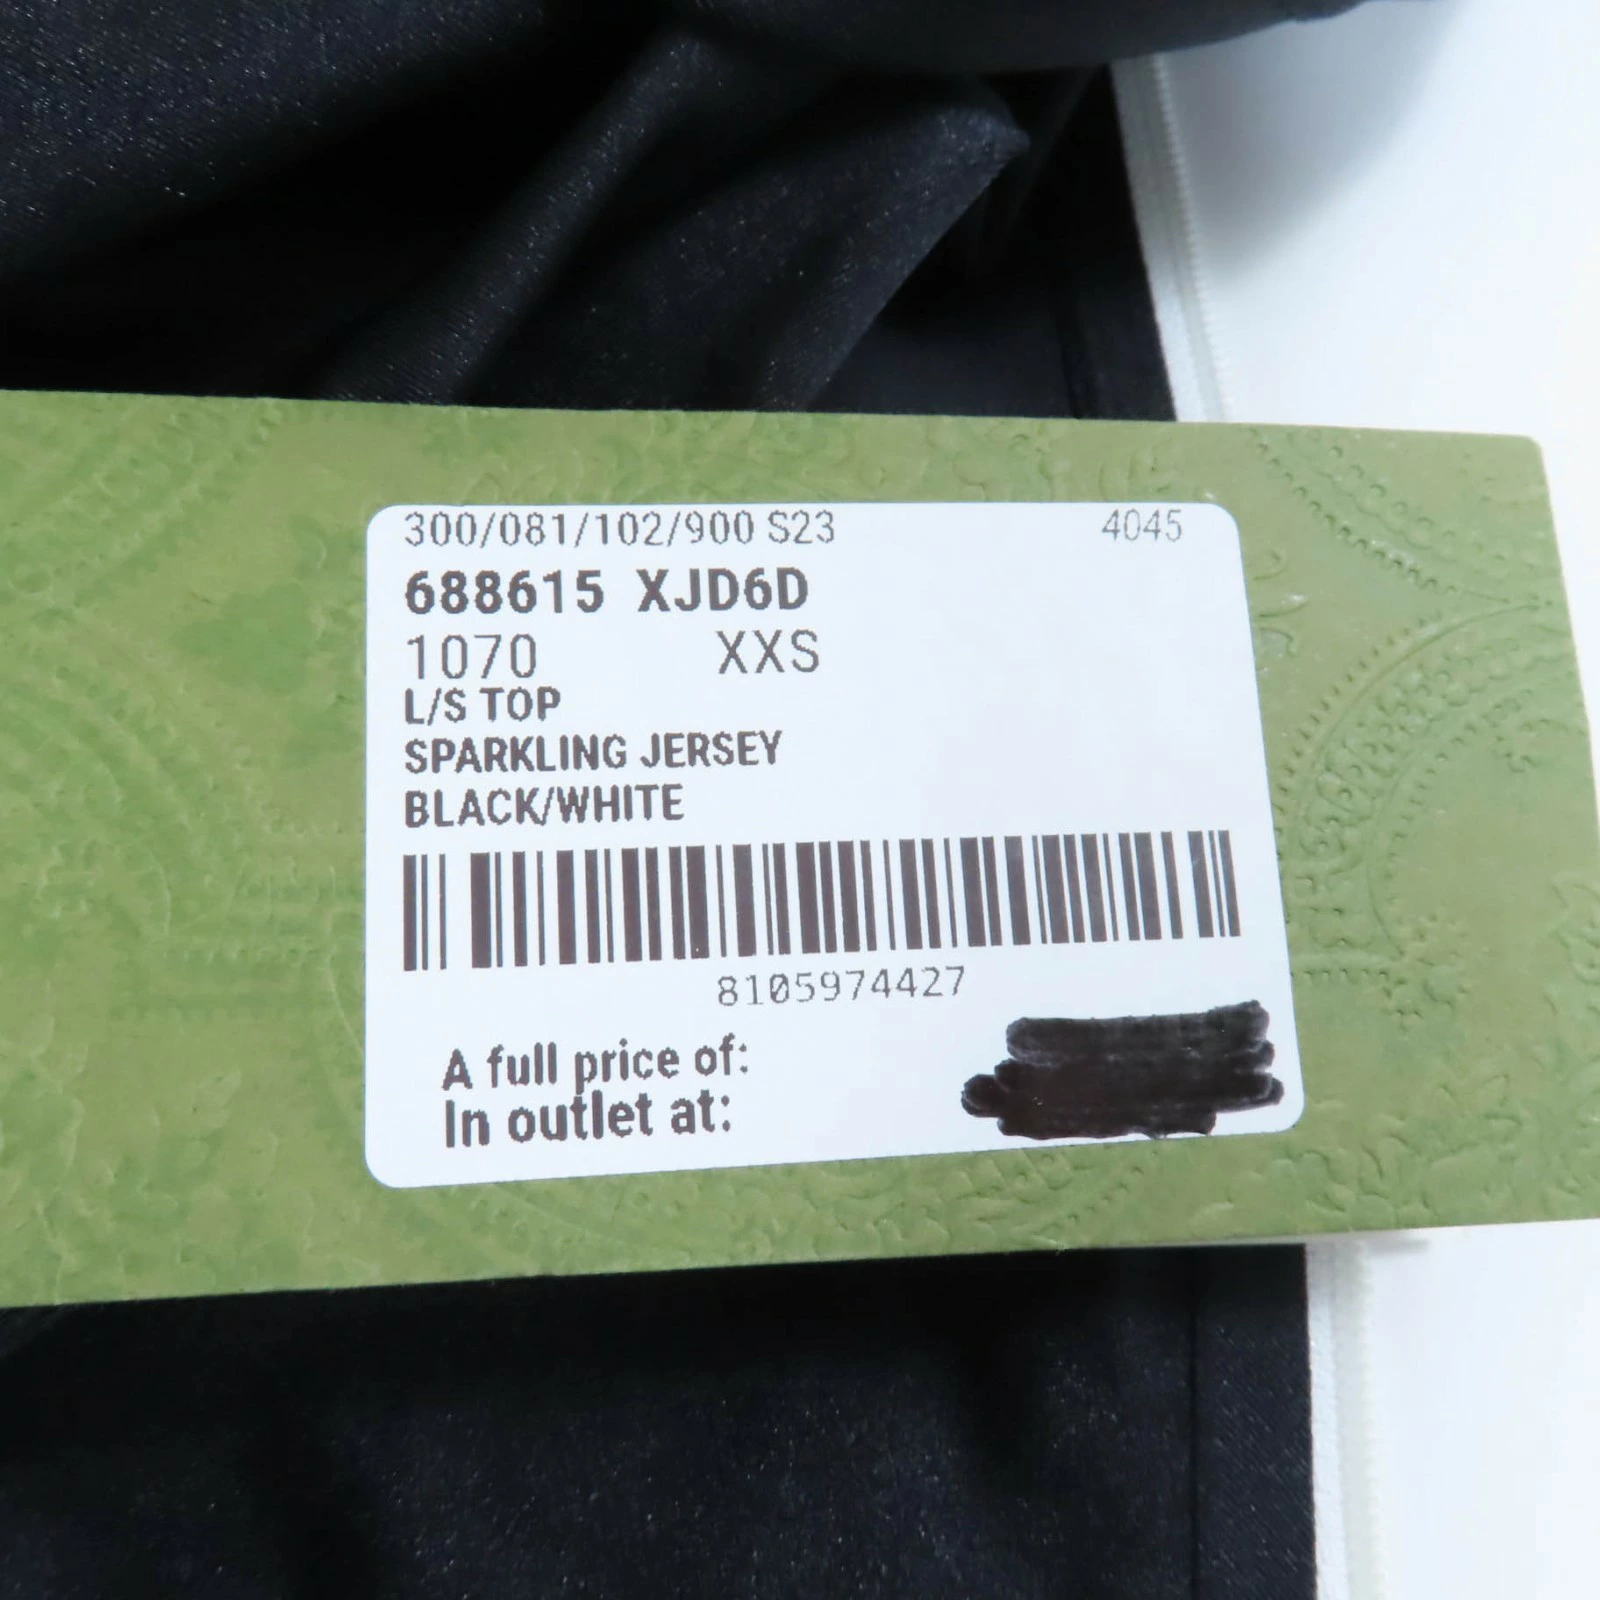 300/081/102/900 S23 4045
688615 XJD6D
1070 XXS
L/S TOP
SPARKLING JERSEY
BLACK/WHITE
8105974427
A full price of:
In outlet at: